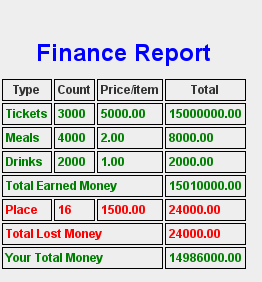 Finance Report
Type Count Price/item Total
Tickets 3000 5000.00 15000000.00
Meals 4000 2.00 8000.00
Drinks 2000 1.00 2000.00
Total Earned Money 15010000.00
Place 16 1500.00 24000.00
Total Lost Money 24000.00
Your Total Money 14986000.00